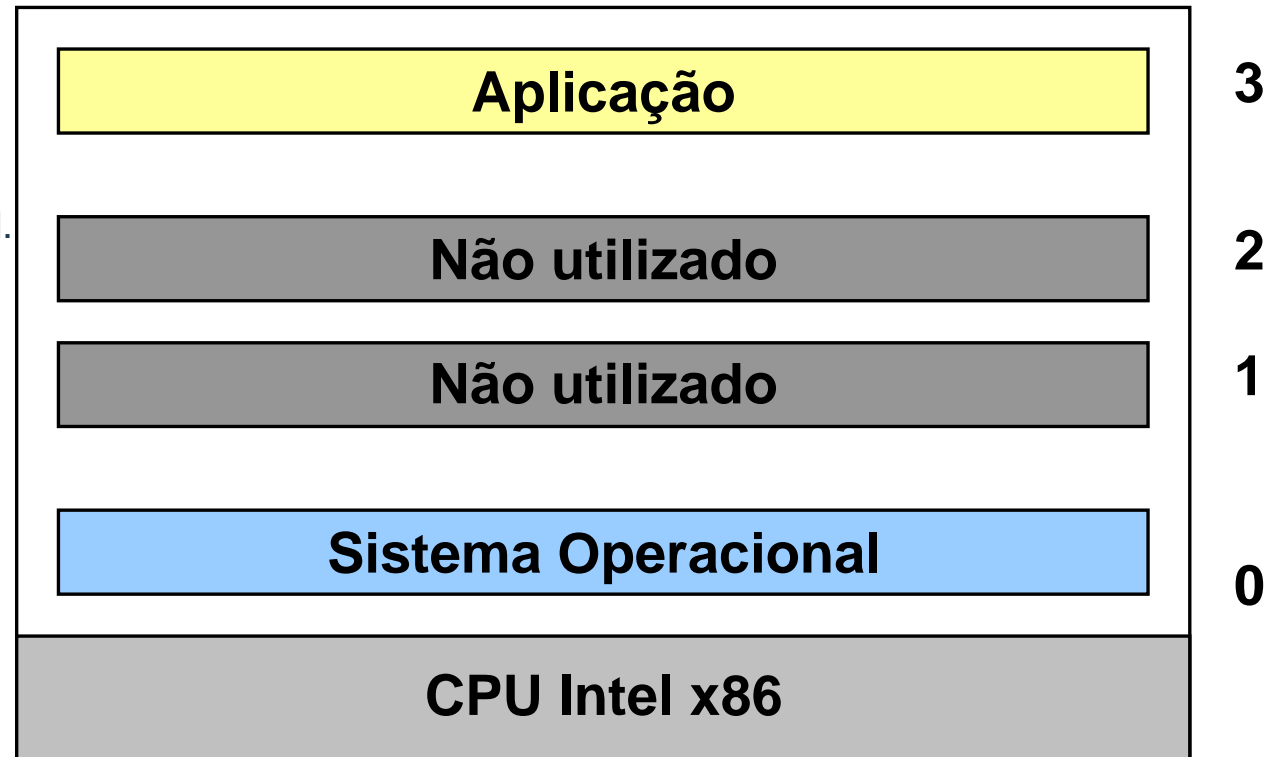 Aplicação 3
Não utilizado 2
Não utilizado 1
Sistema Operacional 0
CPU Intel x86